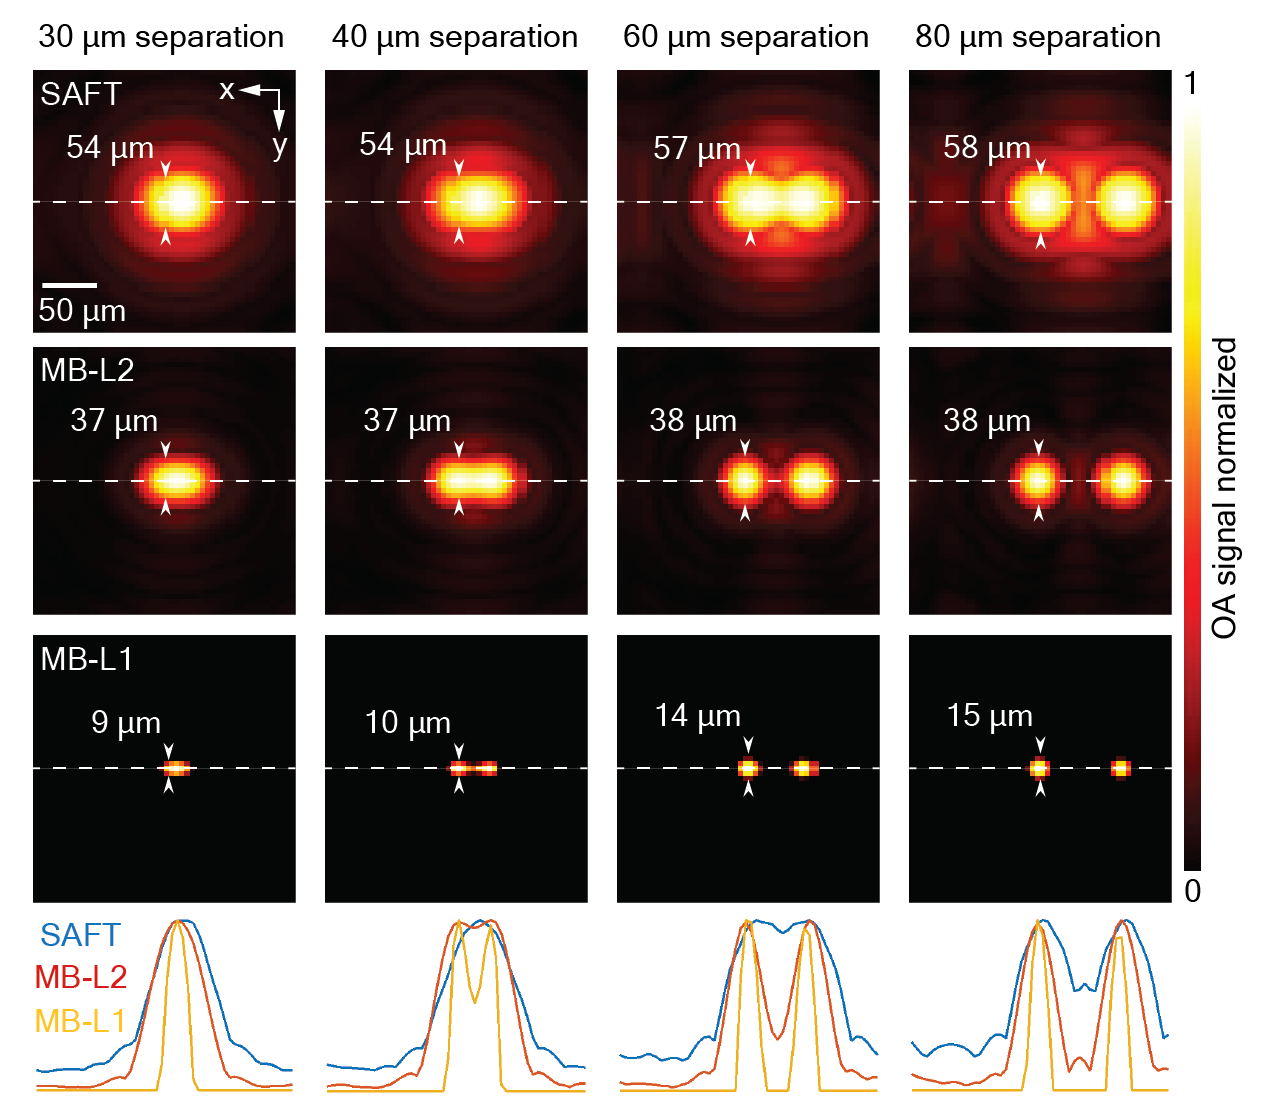 30 µm separation 40 µm separation 60 µm separation 80 µm separation
SAFT x 1
y
54 µm 54 µm 57 µm 58 µm
50 µm
MB-L2
37 µm 37 µm 38 µm 38 µm
OA signal normalized
MB-L1
9 µm 10 µm 14 µm 15 µm
0
SAFT
MB-L2
MB-L1